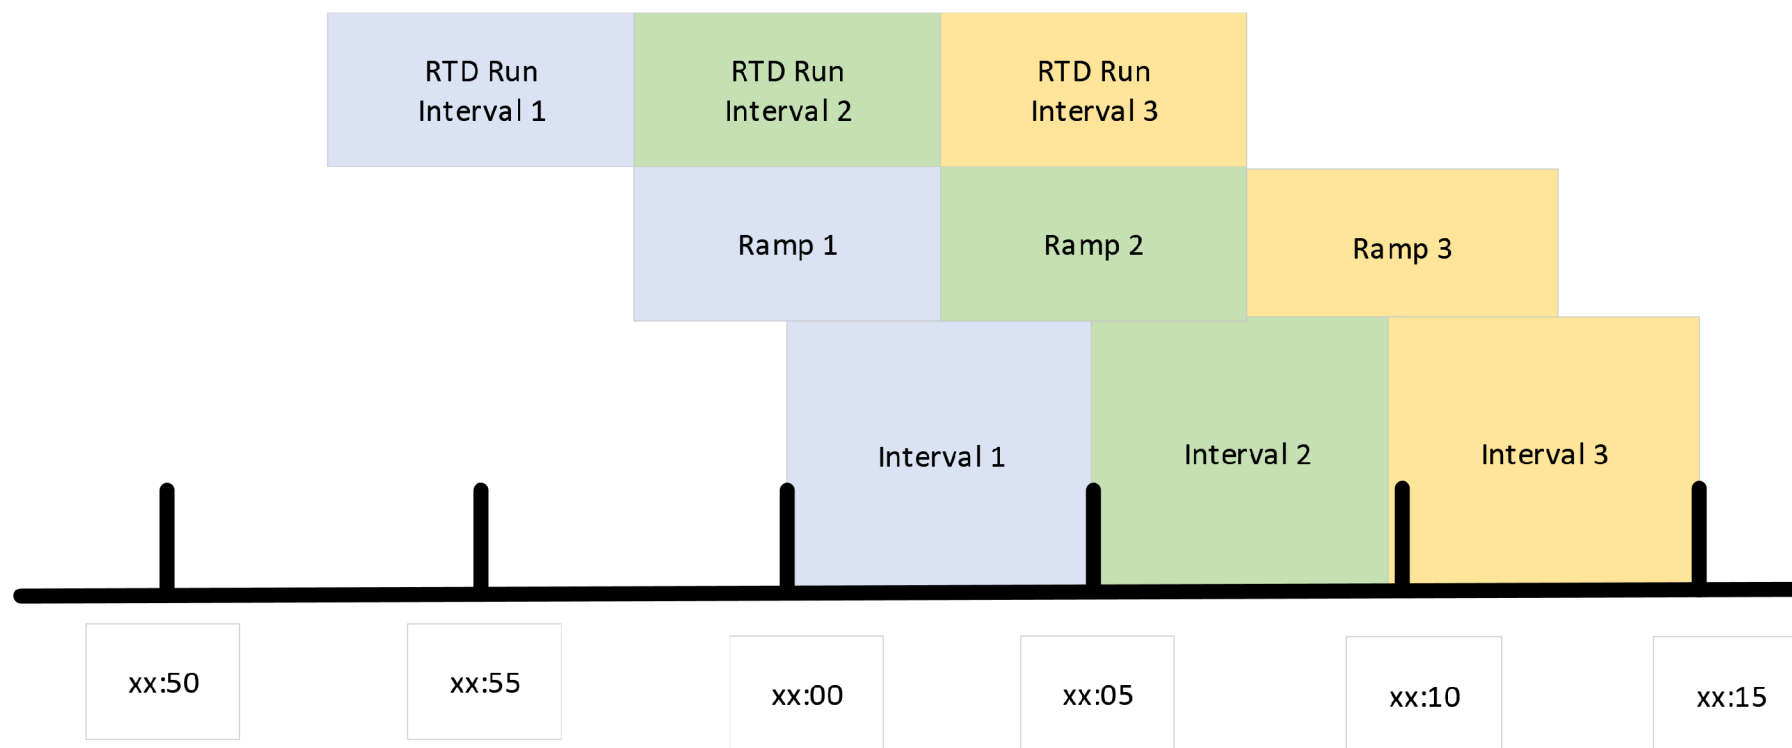 RTD Run
Interval 1
RTD Run
Interval 2
RTD Run
Interval 3
Ramp 1
Ramp 2
Ramp 3
Interval 1
Interval 2
Interval 3
xx:50
xx:55
xx:00
xx:05
xx:10
xx:15